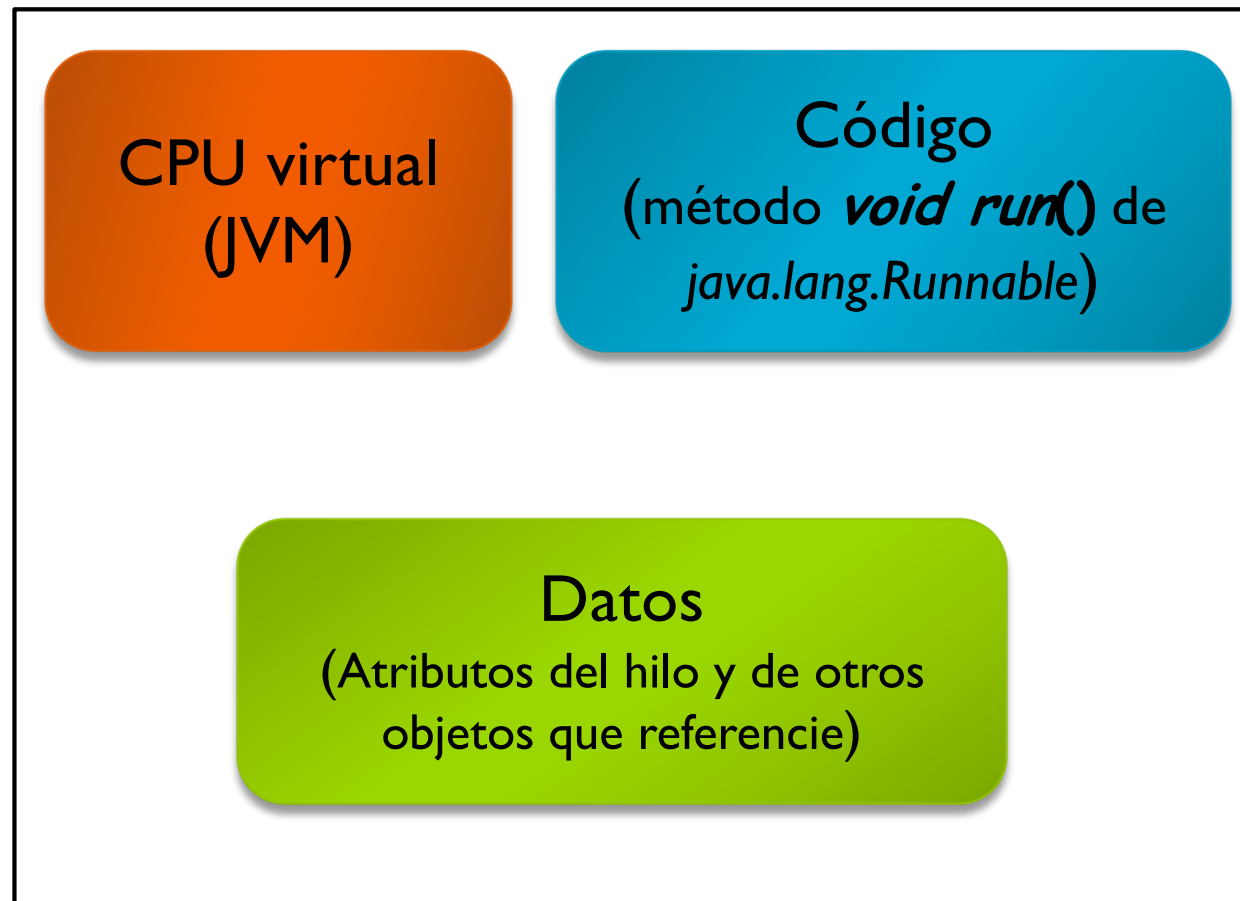 CPU virtual
(JVM)
Código
(método void run() de
java.lang.Runnable)
Datos
(Atributos del hilo y de otros
objetos que referencie)